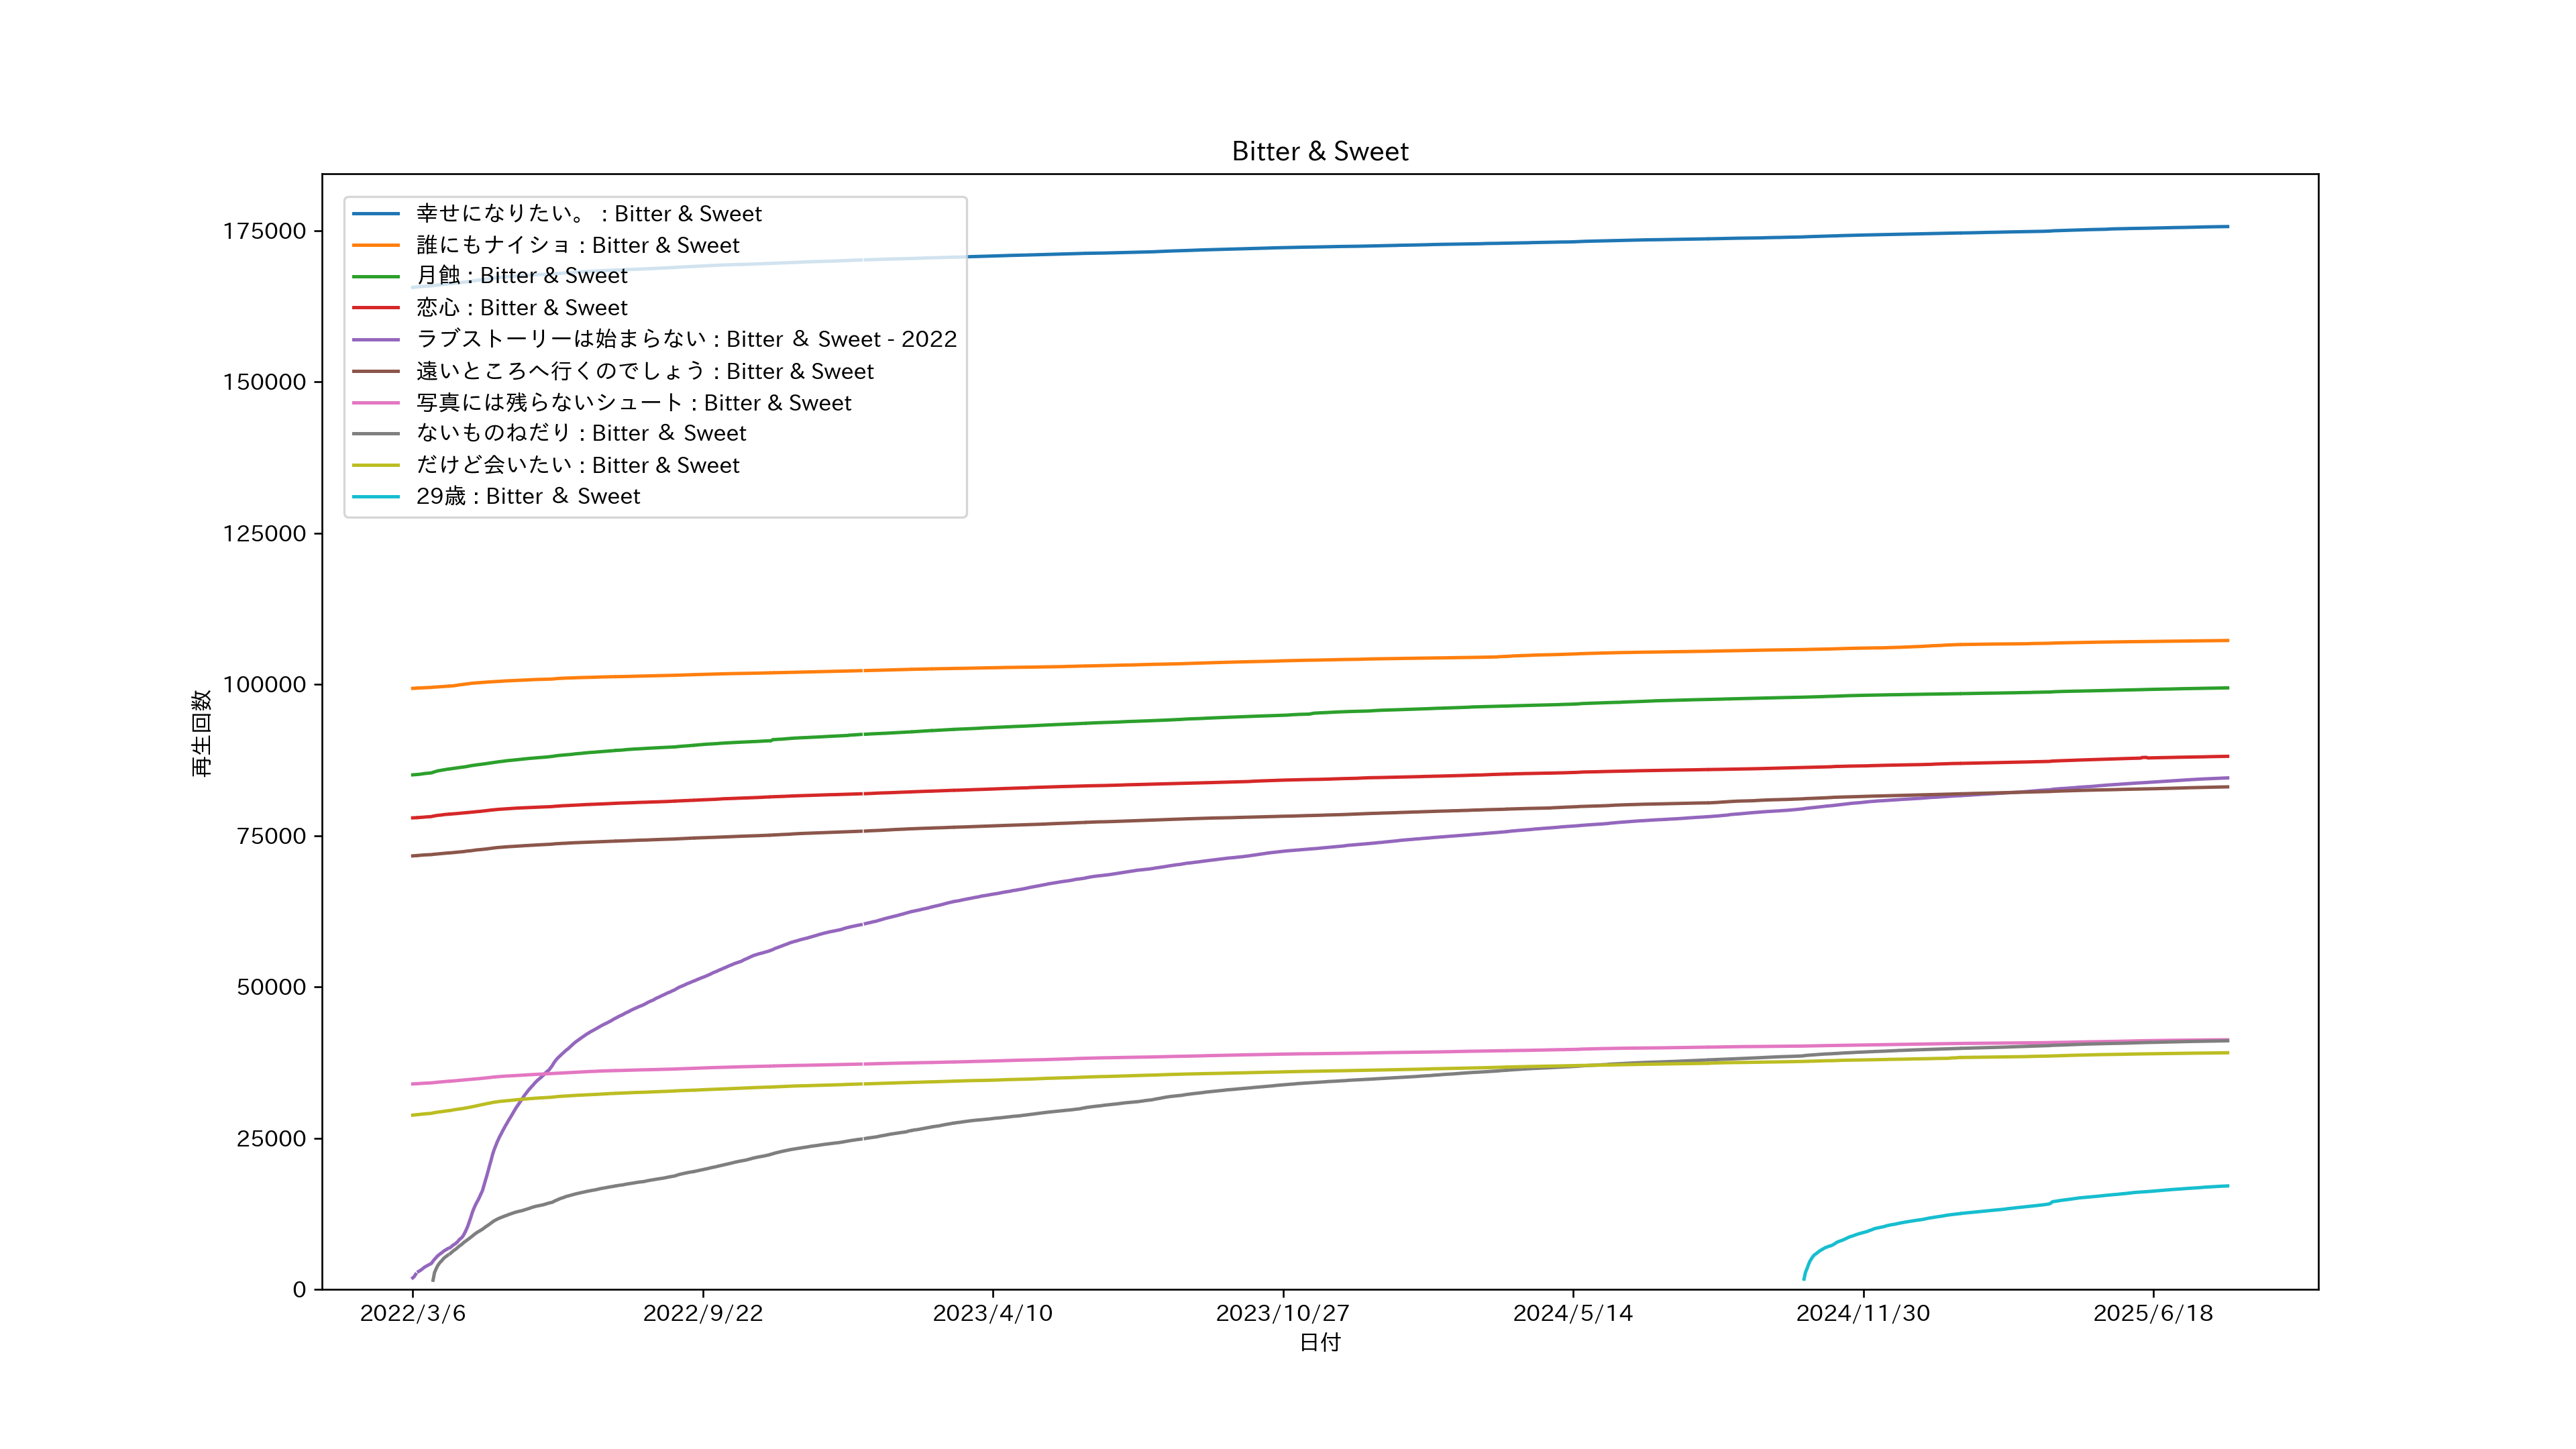 Bitter & Sweet
幸せになりたい。 : Bitter & Sweet
誰にもナイショ : Bitter & Sweet
月蝕 : Bitter & Sweet
恋心 : Bitter & Sweet
ラブストーリーは始まらない : Bitter ＆ Sweet - 2022
遠いところへ行くのでしょう : Bitter & Sweet
写真には残らないシュート : Bitter & Sweet
ないものねだり : Bitter ＆ Sweet
だけど会いたい : Bitter & Sweet
29歳 : Bitter ＆ Sweet
再生回数
175000
150000
125000
100000
75000
50000
25000
0
2022/3/6 2022/9/22 2023/4/10 2023/10/27 2024/5/14 2024/11/30 2025/6/18
日付